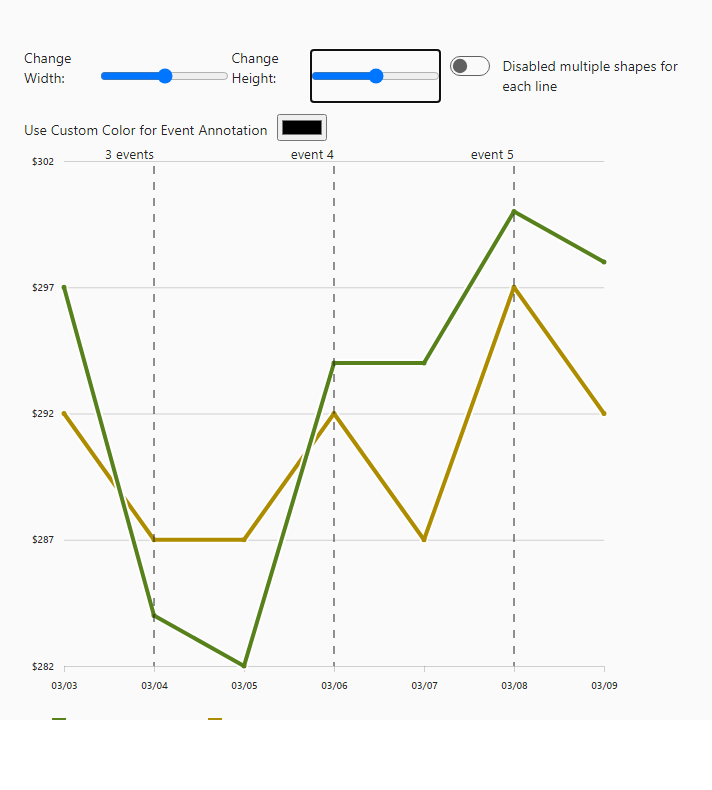 Change Width:
Change Height:
Disabled multiple shapes for
each line
Use Custom Color for Event Annotation
3 events
event 4
event 5
$302
$297
$292
$287
$282
03/03
03/04
03/05
03/06
03/07
03/08
03/09